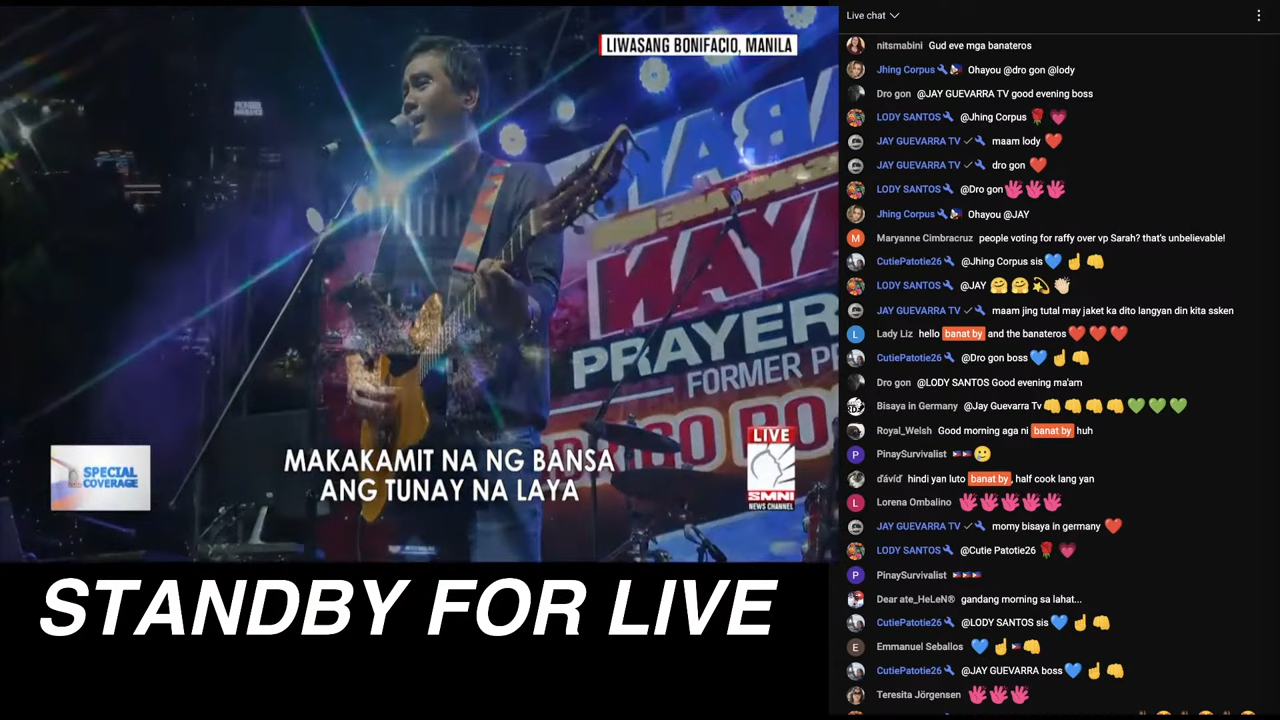 LIWASANG BONIFACIO, MANILA
PRAYER
FORMER
SPECIAL
COVERAGE
MAKAKAMIT NA NG BANSA
ANG TUNAY NA LAYA
LIVE
SMNI
NEWS CHANNEL
STANDBY FOR LIVE
Live chat
nitsmabini Gud eve mga banateros
Jhing Corpus Ohayou @dro gon @lody
Dro gon @JAY GUEVARRA TV good evening boss
LODY SANTOS @Jhing Corpus 🌹 💗
JAY GUEVARRA TV ✓ maam lody ❤️
JAY GUEVARRA TV ✓ dro gon ❤️
LODY SANTOS @Dro gon
Jhing Corpus Ohayou @JAY
M Maryanne Cimbracruz people voting for raffy over vp Sarah? that's unbelievable!
CutiePatotie26 @Jhing Corpus sis 💙 ☝️ 👊
LODY SANTOS @JAY 🤗 🤗 💫 👏🏻
JAY GUEVARRA TV ✓ maam jing tutal may jaket ka dito langyan din kita ssken
L Lady Liz hello banat by and the banateros ❤️ ❤️ ❤️
CutiePatotie26 @Dro gon boss 💙 ☝️ 👊
Dro gon @LODY SANTOS Good evening ma'am
Bisaya in Germany @Jay Guevarra Tv 👊 👊 👊 👊 💚 💚 💚
Royal_Welsh Good morning aga ni banat by huh
P PinaySurvivalist 🇵🇭 🇵🇭 🥲
ďávíď hindi yan luto banat by, half cook lang yan
L Lorena Ombalino
JAY GUEVARRA TV ✓ momy bisaya in germany ❤️
LODY SANTOS @Cutie Patotie26 🌹 💗
P PinaySurvivalist 🇵🇭 🇵🇭 🇵🇭
Dear ate_HeLeN® gandang morning sa lahat...
CutiePatotie26 @LODY SANTOS sis 💙 ☝️ 👊
E Emmanuel Seballos 💙 ☝️ 🇵🇭 👊
CutiePatotie26 @JAY GUEVARRA boss 💙 ☝️ 👊
Teresita Jörgensen